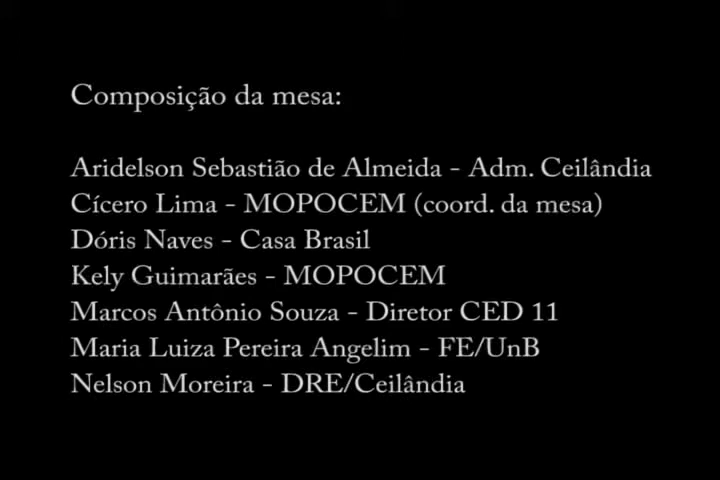 Composição da mesa:
Aridelson Sebastião de Almeida - Adm. Ceilândia
Cícero Lima - MOPOCEM (coord. da mesa)
Dóris Naves - Casa Brasil
Kely Guimarães - MOPOCEM
Marcos Antônio Souza - Diretor CED 11
Maria Luiza Pereira Angelim - FE/UnB
Nelson Moreira - DRE/Ceilândia